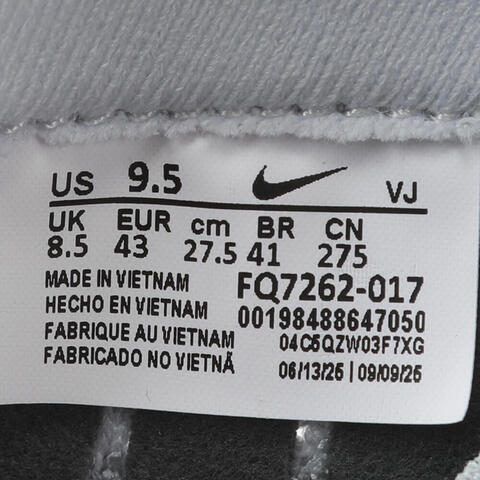 US 9.5 VJ
UK EUR cm BR CN
8.5 43 27.5 41 275
MADE IN VIETNAM FQ7262-017
HECHO EN VIETNAM 00198488647050
FABRIQUE AU VIETNAM 04C5QZW03F7XG
FABRICADO NO VIETNÃ 06/13/25 | 09/09/25